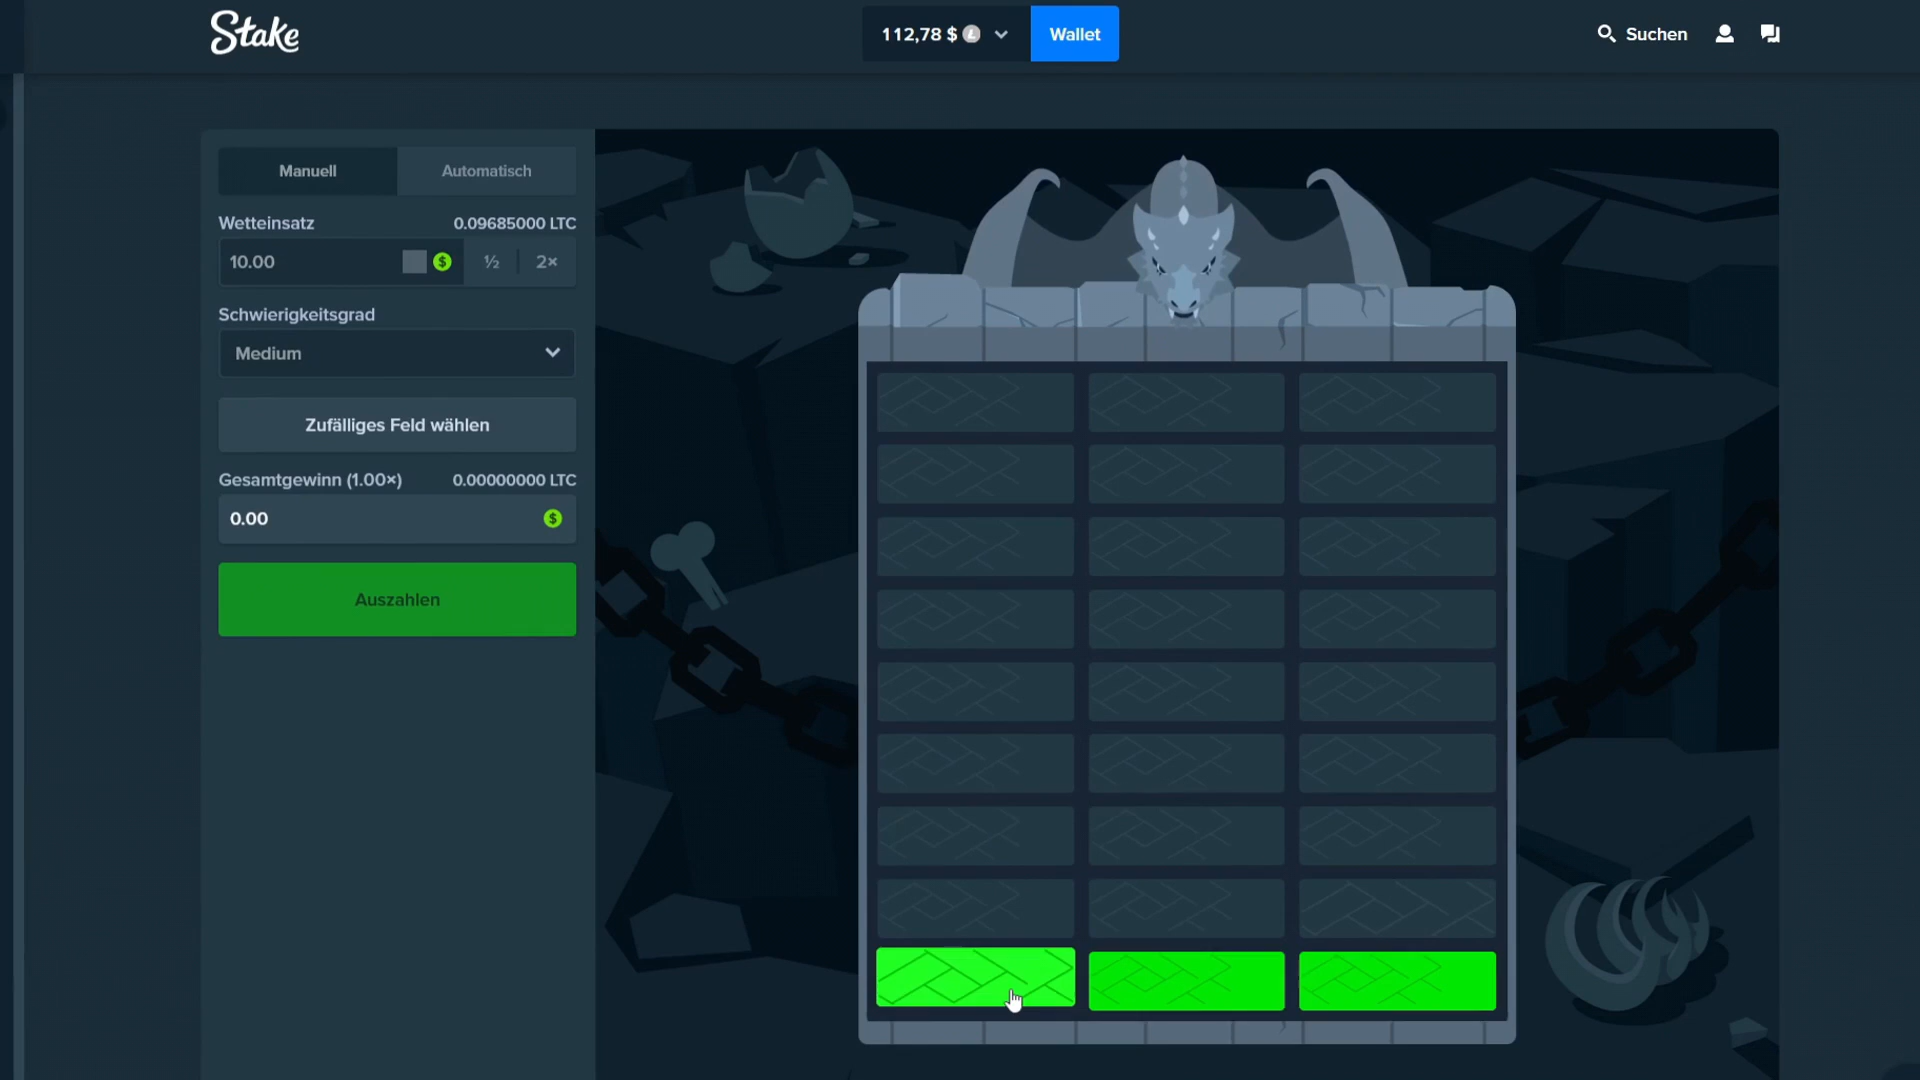 Stake
112,78 $
Wallet
Suchen
Manuell
Automatisch
Wetteinsatz
0.09685000 LTC
10.00
$
½
2×
Schwierigkeitsgrad
Medium
Zufälliges Feld wählen
Gesamtgewinn (1.00×)
0.00000000 LTC
0.00
$
Auszahlen